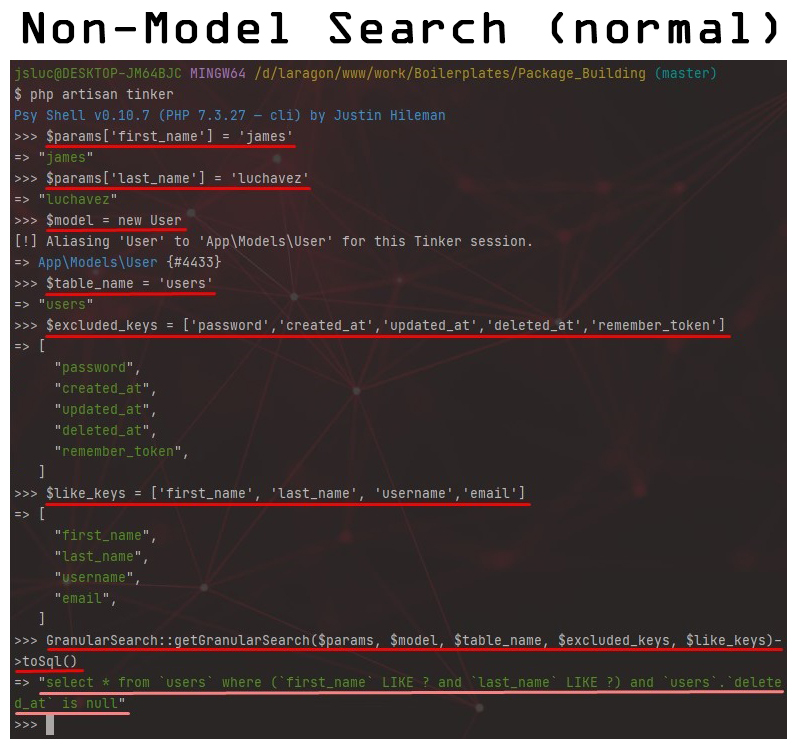 Non-Model Search (normal)
jsluc@DESKTOP-JM64BJC MINGW64 /d/laragon/www/work/Boilerplates/Package_Building (master)
$ php artisan tinker
Psy Shell v0.10.7 (PHP 7.3.27 — cli) by Justin Hileman
>>> $params['first_name'] = 'james'
=> "james"
>>> $params['last_name'] = 'luchavez'
=> "luchavez"
>>> $model = new User
[!] Aliasing 'User' to 'App\Models\User' for this Tinker session.
=> App\Models\User {#4433}
>>> $table_name = 'users'
=> "users"
>>> $excluded_keys = ['password','created_at','updated_at','deleted_at','remember_token']
=> [
     "password",
     "created_at",
     "updated_at",
     "deleted_at",
     "remember_token",
   ]
>>> $like_keys = ['first_name', 'last_name', 'username','email']
=> [
     "first_name",
     "last_name",
     "username",
     "email",
   ]
>>> GranularSearch::getGranularSearch($params, $model, $table_name, $excluded_keys, $like_keys)-
>toSql()
=> "select * from `users` where (`first_name` LIKE ? and `last_name` LIKE ?) and `users`.`delete
d_at` is null"
>>>